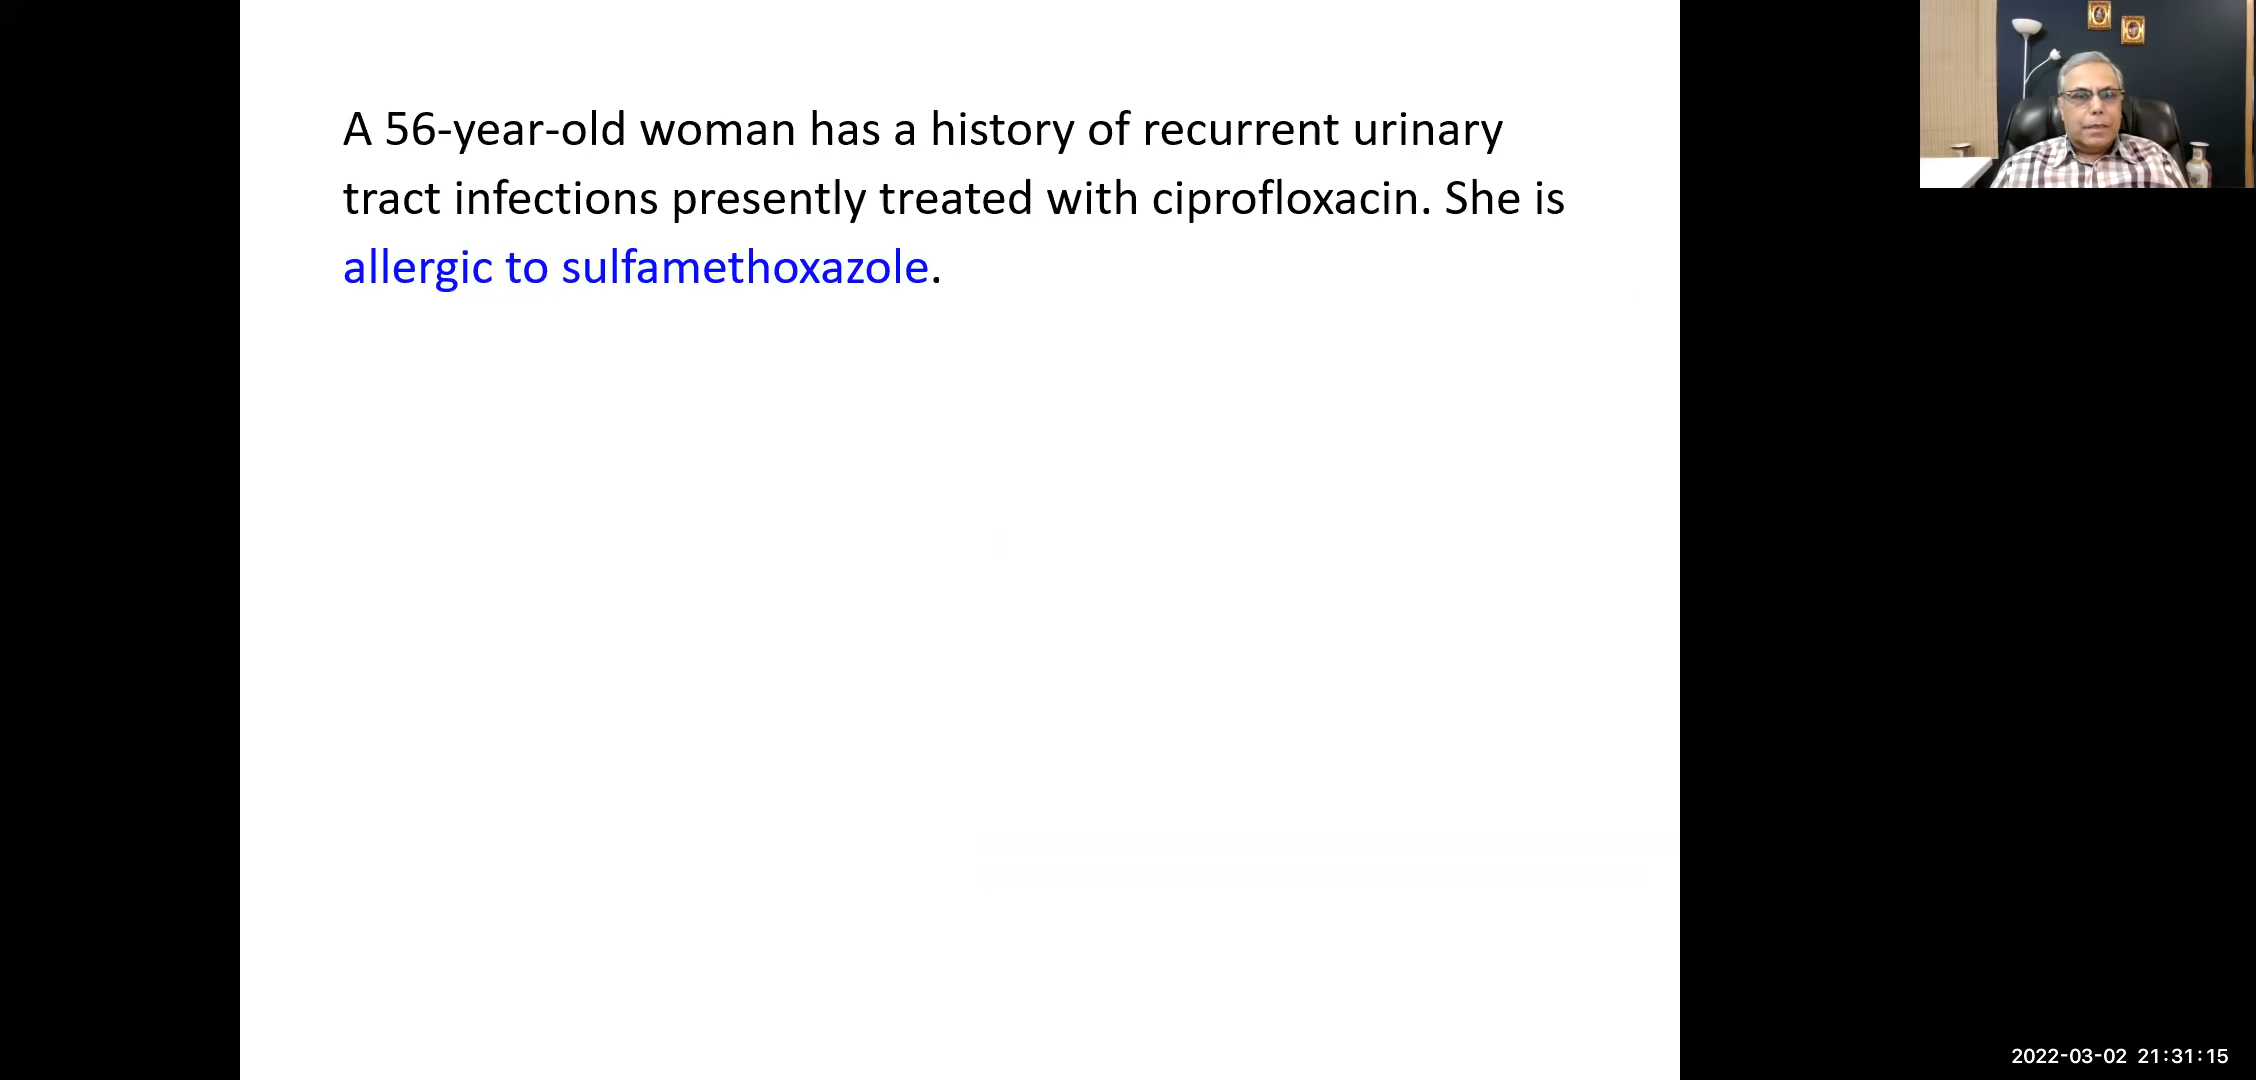 A 56-year-old woman has a history of recurrent urinary
tract infections presently treated with ciprofloxacin. She is
allergic to sulfamethoxazole.
2022-03-02 21:31:15